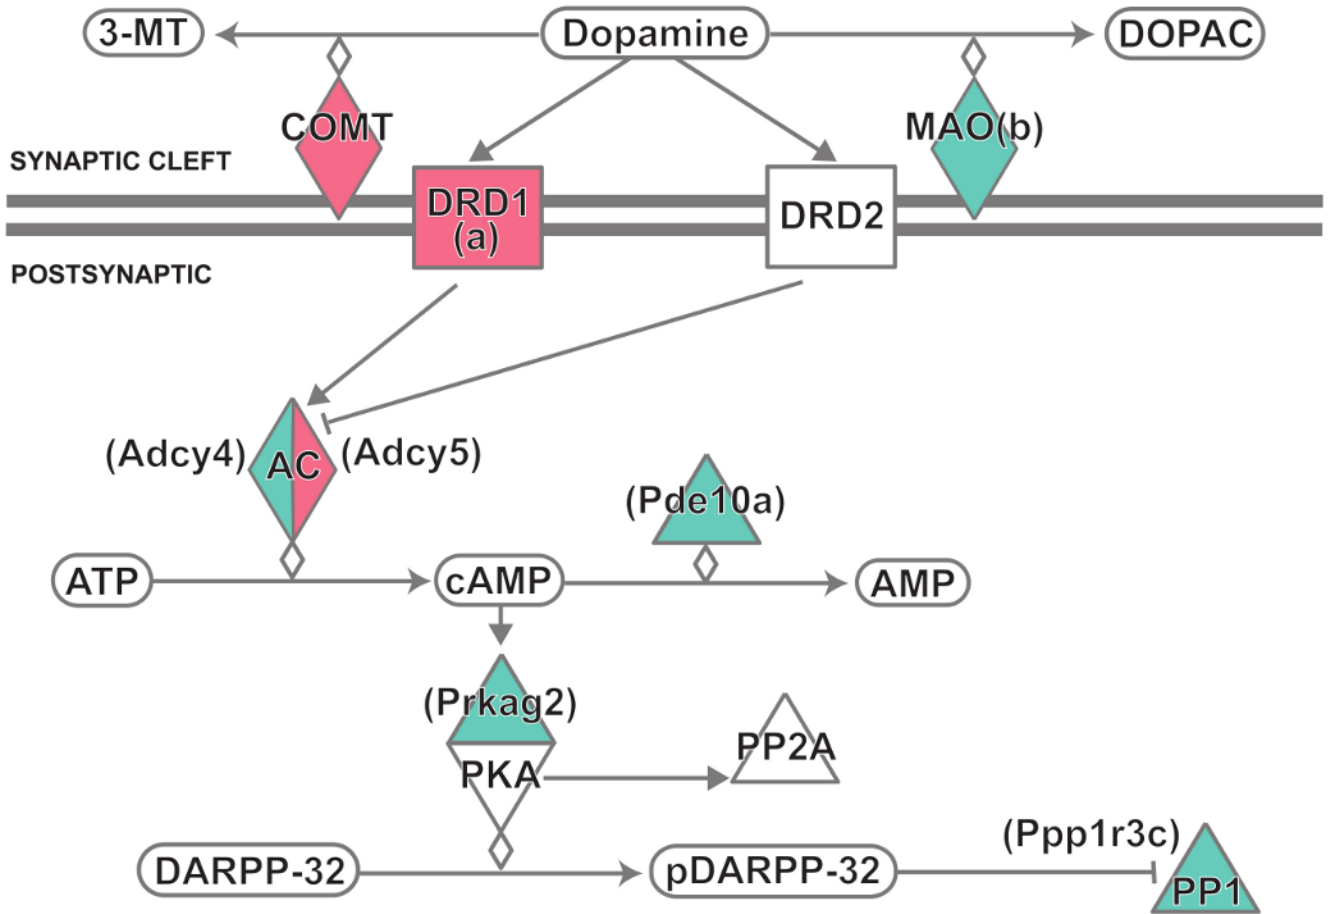 3-MT
Dopamine
DOPAC
COMT
MAO(b)
SYNAPTIC CLEFT
DRD1
(a)
DRD2
POSTSYNAPTIC
(Adcy4)
AC
(Adcy5)
(Pde10a)
ATP
cAMP
AMP
(Prkag2)
PKA
PP2A
(Ppp1r3c)
DARPP-32
pDARPP-32
PP1